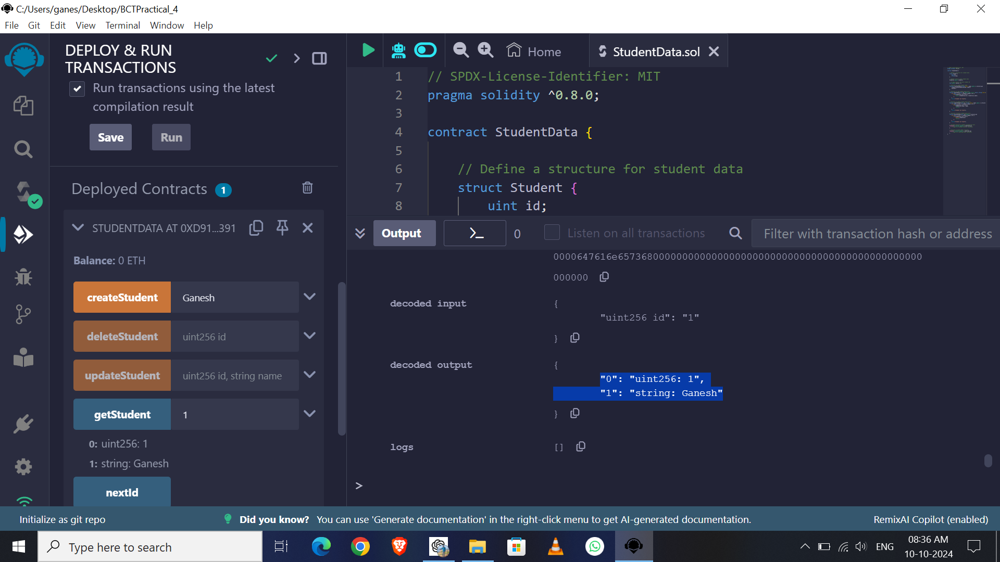 C:/Users/ganes/Desktop/BCTPractical_4
File Git Edit View Terminal Window Help
DEPLOY & RUN
TRANSACTIONS
Run transactions using the latest
compilation result
Save Run
Deployed Contracts 1
STUDENTDATA AT 0XD91...391
Balance: 0 ETH
createStudent Ganesh
deleteStudent uint256 id
updateStudent uint256 id, string name
getStudent 1
0: uint256: 1
1: string: Ganesh
nextId
Home StudentData.sol
1 // SPDX-License-Identifier: MIT
2 pragma solidity ^0.8.0;
3
4 contract StudentData {
5
6 // Define a structure for student data
7 struct Student {
8 uint id;
Output >_ 0 Listen on all transactions Filter with transaction hash or address
0000647616e6573680000000000000000000000000000000000000000000000
000000
decoded input {
"uint256 id": "1"
}
decoded output {
"0": "uint256: 1",
"1": "string: Ganesh"
}
logs []
>
Initialize as git repo Did you know? You can use 'Generate documentation' in the right-click menu to get AI-generated documentation. RemixAI Copilot (enabled)
Type here to search ENG 08:36 AM
10-10-2024